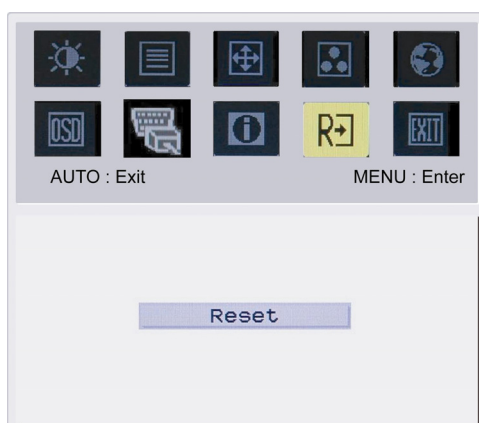 OSD
R
EXIT
AUTO : Exit
MENU : Enter
Reset